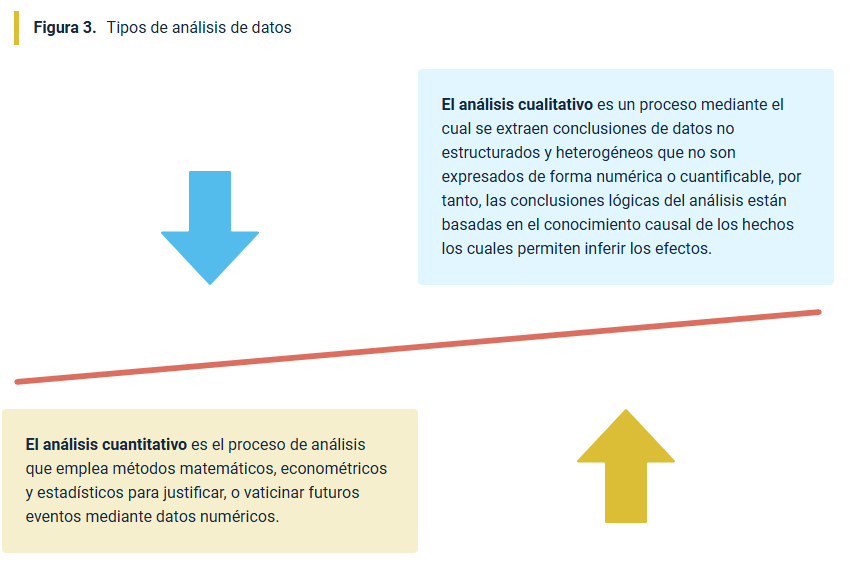 Figura 3. Tipos de análisis de datos
El análisis cualitativo es un proceso mediante el
cual se extraen conclusiones de datos no
estructurados y heterogéneos que no son
expresados de forma numérica o cuantificable, por
tanto, las conclusiones lógicas del análisis están
basadas en el conocimiento causal de los hechos
los cuales permiten inferir los efectos.
El análisis cuantitativo es el proceso de análisis
que emplea métodos matemáticos, econométricos
y estadísticos para justificar, o vaticinar futuros
eventos mediante datos numéricos.